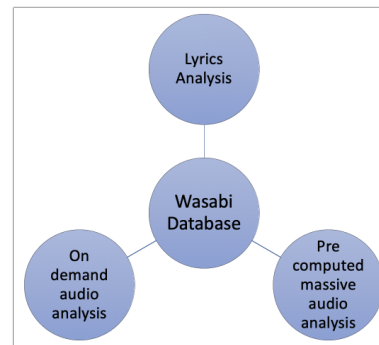 Lyrics
Analysis
Wasabi
Database
On
demand
audio
analysis
Pre
computed
massive
audio
analysis